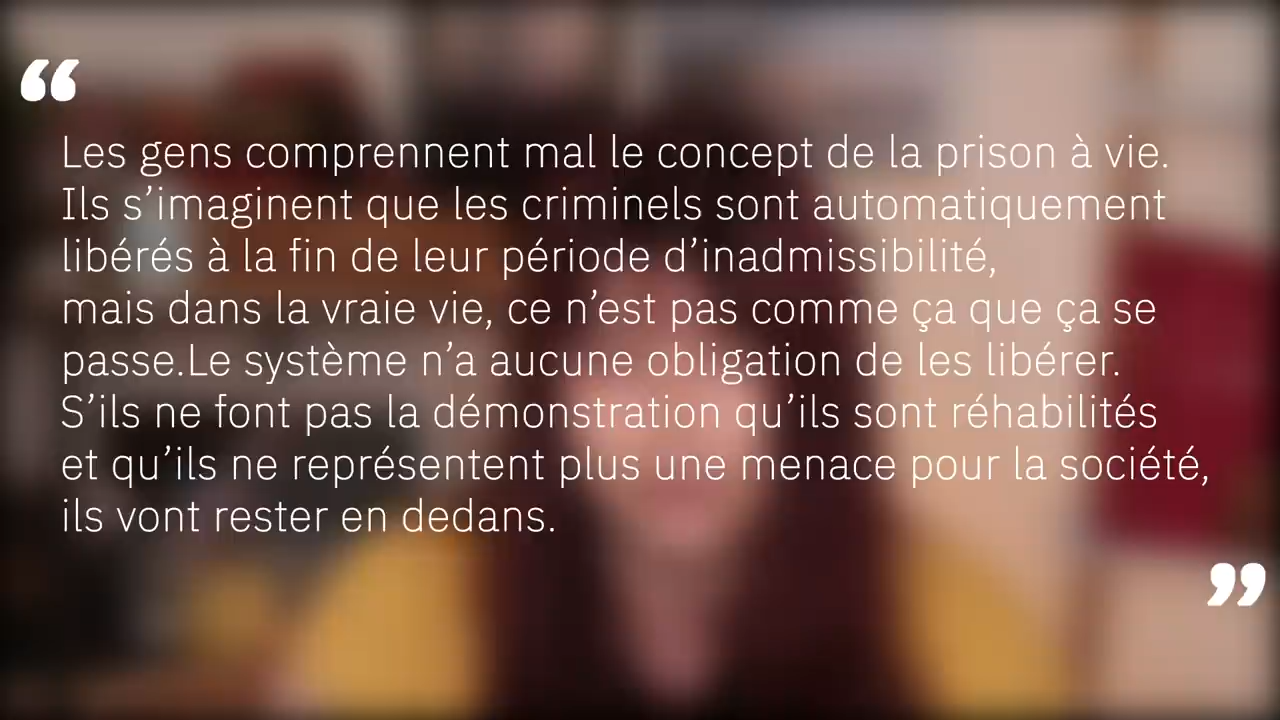 “
Les gens comprennent mal le concept de la prison à vie.
Ils s’imaginent que les criminels sont automatiquement
libérés à la fin de leur période d’inadmissibilité,
mais dans la vraie vie, ce n’est pas comme ça que ça se
passe.Le système n’a aucune obligation de les libérer.
S’ils ne font pas la démonstration qu’ils sont réhabilités
et qu’ils ne représentent plus une menace pour la société,
ils vont rester en dedans.
”